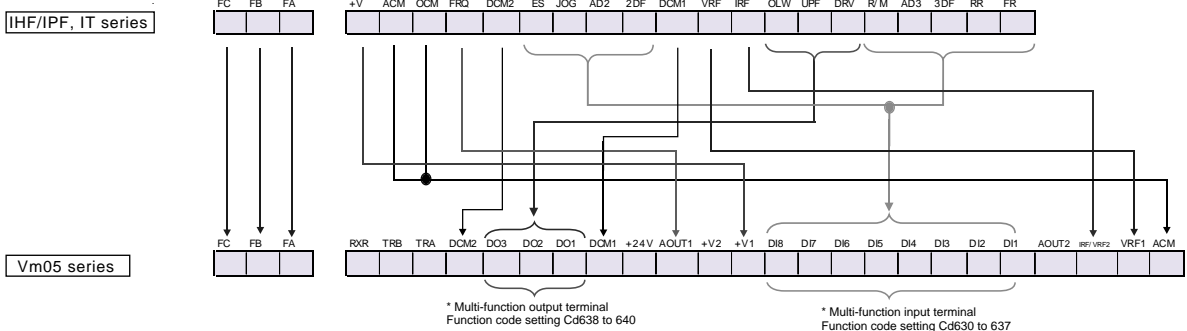 FC FB FA +V ACM OCM FRQ DCM2 ES JOG AD2 2DF DCM1 VRF IRF OLW UPF DRV R/M AD3 3DF RR FR
IHF/IPF, IT series
FC FB FA RXR TRB TRA DCM2 DO3 DO2 DO1 DCM1 +24V AOUT1 +V2 +V1 DI8 DI7 DI6 DI5 DI4 DI3 DI2 DI1 AOUT2 IRF/VRF2 VRF1 ACM
Vm05 series
* Multi-function output terminal
Function code setting Cd638 to 640
* Multi-function input terminal
Function code setting Cd630 to 637